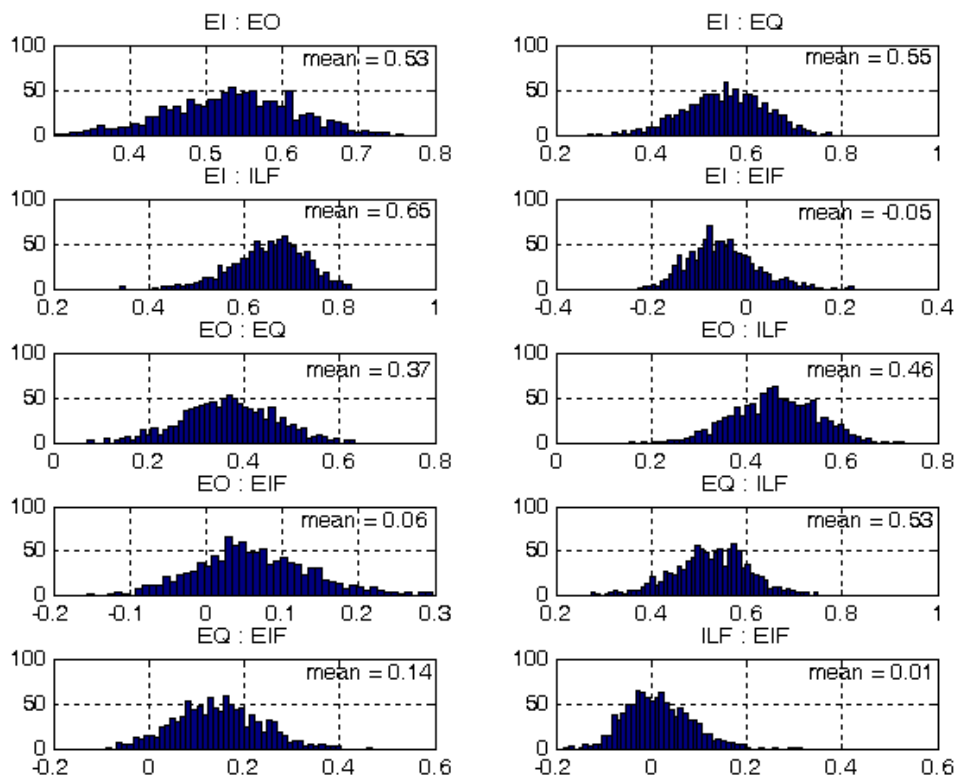 EI : EO
100
50
0
mean = 0.53
0.4 0.5 0.6 0.7 0.8
EI : EQ
100
50
0
mean = 0.55
0.2 0.4 0.6 0.8 1
EI : ILF
100
50
0
mean = 0.65
0.2 0.4 0.6 0.8 1
EI : EIF
100
50
0
mean = -0.05
-0.4 -0.2 0 0.2 0.4
EO : EQ
100
50
0
mean = 0.37
0 0.2 0.4 0.6 0.8
EO : ILF
100
50
0
mean = 0.46
0 0.2 0.4 0.6 0.8
EO : EIF
100
50
0
mean = 0.06
-0.2 -0.1 0 0.1 0.2 0.3
EQ : ILF
100
50
0
mean = 0.53
0.2 0.4 0.6 0.8 1
EQ : EIF
100
50
0
mean = 0.14
0 0.2 0.4 0.6
ILF : EIF
100
50
0
mean = 0.01
-0.2 0 0.2 0.4 0.6